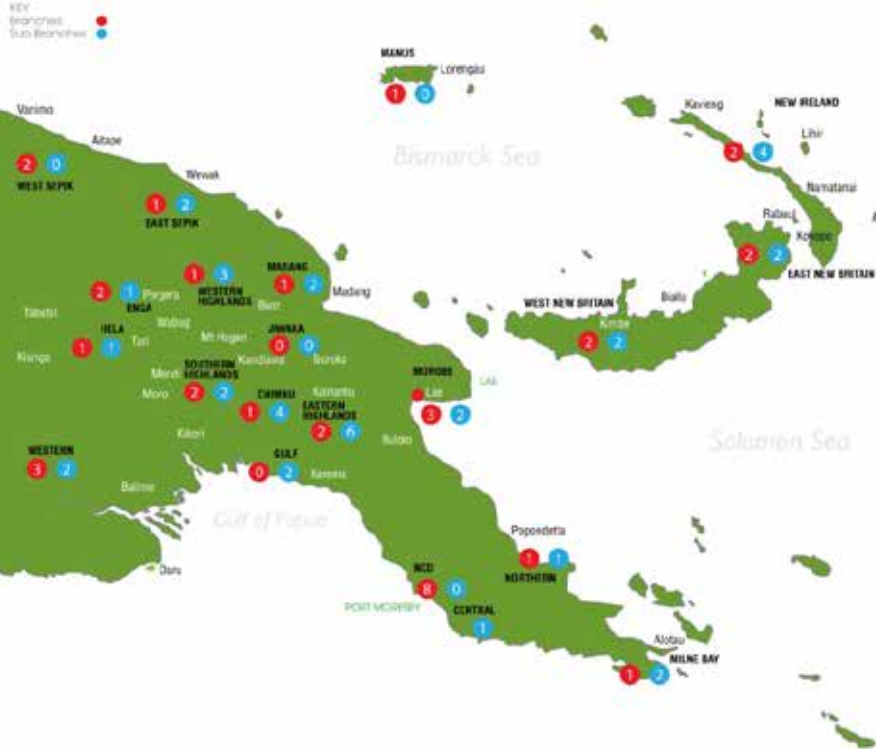 KEY
Branches
Sub Branches
MANUS
Lorengau
1 0
Kavieng
NEW IRELAND
2 4
Lihir
Namatanai
Vanimo
Aitape
Bismarck Sea
2 0
WEST SEPIK
Wewak
1 2
EAST SEPIK
Rabaul
Kokopo
2 2
EAST NEW BRITAIN
1 3
WESTERN
HIGHLANDS
MADANG
1 2
Madang
2 1
ENGA
Porgera
Tabubil
Wabag
WEST NEW BRITAIN
Bialla
Kimbe
2 2
HELA
1 1
Tari
Kiunga
Mt Hagen
JIWAKA
0 0
Kundiawa
Goroka
Mendi
SOUTHERN
HIGHLANDS
2 2
Moro
CHIMBU
1 4
Kainantu
EASTERN
HIGHLANDS
2 6
MOROBE
Lae
LAE
3 2
Bulolo
Solomon Sea
Kikori
WESTERN
3 2
GULF
0 2
Kerema
Balimo
Gulf of Papua
Daru
Popondetta
1 1
NORTHERN
NCD
8 0
PORT MORESBY
CENTRAL
1
Alotau
MILNE BAY
1 2